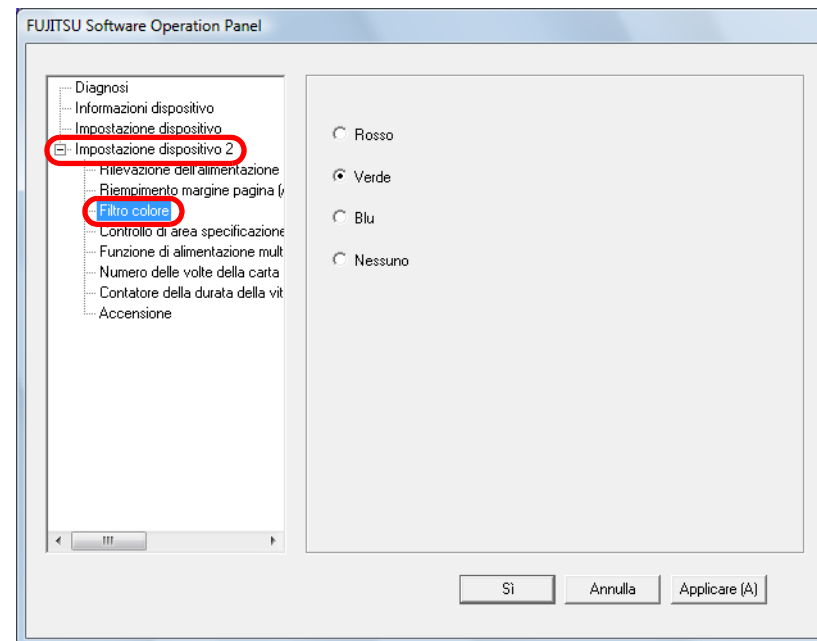 FUJITSU Software Operation Panel
Diagnosi
Informazioni dispositivo
Impostazione dispositivo
Impostazione dispositivo 2
Rilevazione dell'alimentazione
Riempimento margine pagina (
Filtro colore
Controllo di area specificazione
Funzione di alimentazione mult
Numero delle volte della carta
Contatore della durata della vit
Accensione
Rosso
Verde
Blu
Nessuno
Sì
Annulla
Applicare (A)